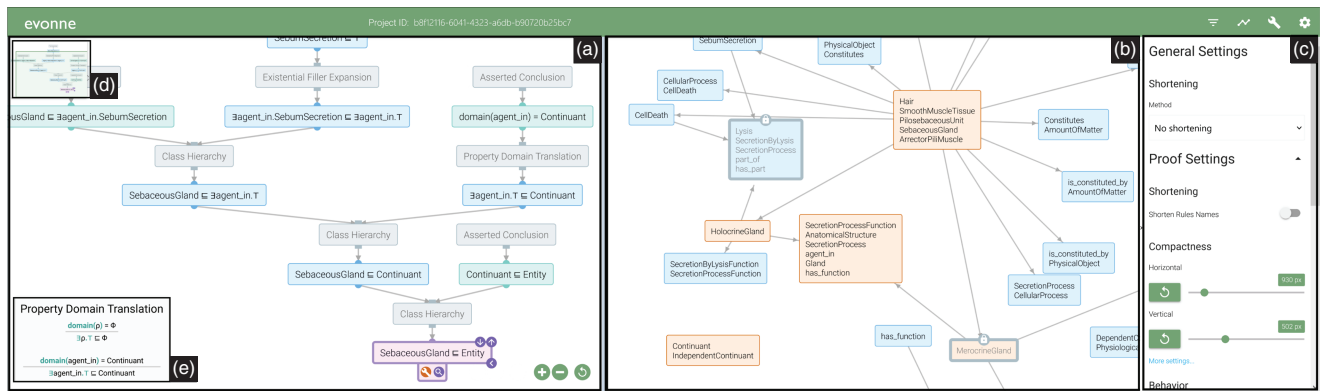 evonne
Project ID: b8f12116-6041-4323-a6db-b90720b25bc7
(a)
(d)
SebumSecretion ⊑ ⊤
Existential Filler Expansion
Asserted Conclusion
usGland ⊑ ∃agent_in.SebumSecretion
∃agent_in.SebumSecretion ⊑ ∃agent_in.⊤
domain(agent_in) = Continuant
Class Hierarchy
Property Domain Translation
SebaceousGland ⊑ ∃agent_in.⊤
∃agent_in.⊤ ⊑ Continuant
Class Hierarchy
Asserted Conclusion
SebaceousGland ⊑ Continuant
Continuant ⊑ Entity
Class Hierarchy
SebaceousGland ⊑ Entity
Property Domain Translation
domain(ρ) = Φ
∃ρ.⊤ ⊑ Φ
domain(agent_in) = Continuant
∃agent_in.⊤ ⊑ Continuant
(e)
(b)
SebumSecretion
PhysicalObject
Constitutes
CellularProcess
CellDeath
CellDeath
Lysis
SecretionByLysis
SecretionProcess
part_of
has_part
Hair
SmoothMuscleTissue
PilosebaceousUnit
SebaceousGland
ArrectorPiliMuscle
Constitutes
AmountOfMatter
is_constituted_by
AmountOfMatter
HolocrineGland
SecretionProcessFunction
AnatomicalStructure
SecretionProcess
agent_in
Gland
has_function
SecretionByLysisFunction
SecretionProcessFunction
is_constituted_by
PhysicalObject
SecretionProcess
CellularProcess
Continuant
IndependentContinuant
has_function
MerocrineGland
DependentC
Physiologica
(c)
General Settings
Shortening
Method
No shortening
Proof Settings
Shortening
Shorten Rules Names
Compactness
Horizontal
930 px
Vertical
502 px
More settings...
Behavior